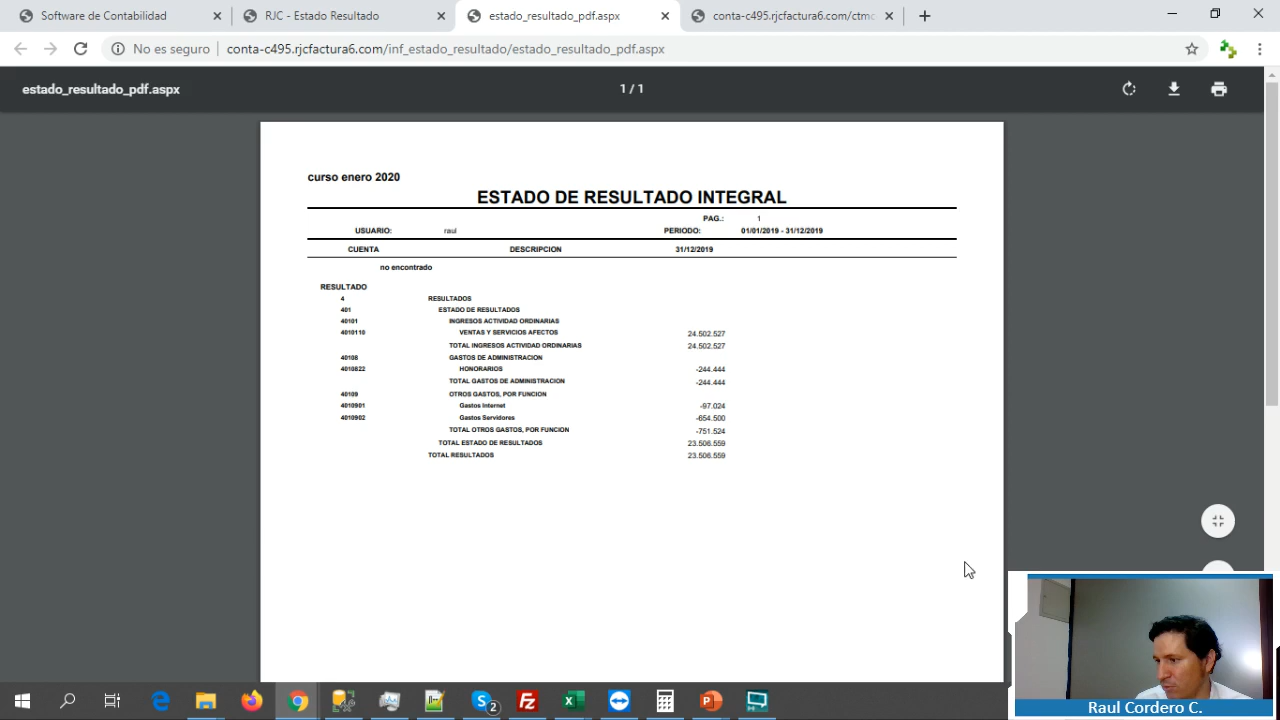 Software de Contabilidad
RJC - Estado Resultado
estado_resultado_pdf.aspx
conta-c495.rjcfactura6.com/ctmc
No es seguro
conta-c495.rjcfactura6.com/inf_estado_resultado/estado_resultado_pdf.aspx
estado_resultado_pdf.aspx
1 / 1
curso enero 2020
ESTADO DE RESULTADO INTEGRAL
PAG.: 1
USUARIO: raul PERIODO: 01/01/2019 - 31/12/2019
CUENTA DESCRIPCION 31/12/2019
no encontrado
RESULTADO
4 RESULTADOS
401 ESTADO DE RESULTADOS
40101 INGRESOS ACTIVIDAD ORDINARIAS
4010110 VENTAS Y SERVICIOS AFECTOS 24.502.527
TOTAL INGRESOS ACTIVIDAD ORDINARIAS 24.502.527
40108 GASTOS DE ADMINISTRACION
4010822 HONORARIOS -244.444
TOTAL GASTOS DE ADMINISTRACION -244.444
40109 OTROS GASTOS, POR FUNCION
4010901 Gastos Internet -97.024
4010902 Gastos Servidores -654.500
TOTAL OTROS GASTOS, POR FUNCION -751.524
TOTAL ESTADO DE RESULTADOS 23.506.559
TOTAL RESULTADOS 23.506.559
2
Raul Cordero C.